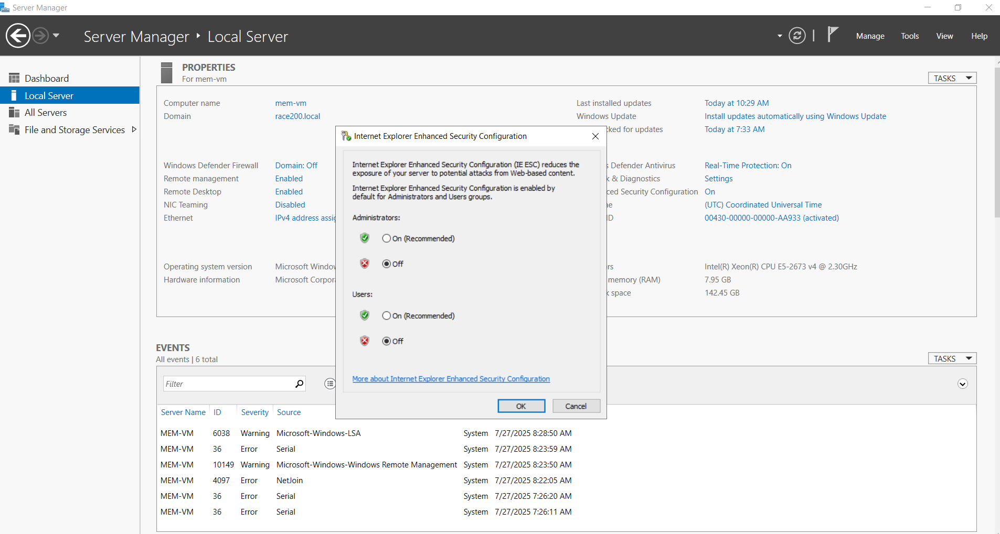 Server Manager
Server Manager ‣ Local Server
Manage Tools View Help
Dashboard
Local Server
All Servers
File and Storage Services
PROPERTIES
For mem-vm
TASKS
Computer name mem-vm
Domain race200.local
Last installed updates Today at 10:29 AM
Windows Update Install updates automatically using Windows Update
cked for updates Today at 7:33 AM
Windows Defender Firewall Domain: Off
Remote management Enabled
Remote Desktop Enabled
NIC Teaming Disabled
Ethernet IPv4 address assig
s Defender Antivirus Real-Time Protection: On
k & Diagnostics Settings
ced Security Configuration On
ne (UTC) Coordinated Universal Time
ID 00430-00000-00000-AA933 (activated)
Operating system version Microsoft Window
Hardware information Microsoft Corpora
rs Intel(R) Xeon(R) CPU E5-2673 v4 @ 2.30GHz
memory (RAM) 7.95 GB
k space 142.45 GB
Internet Explorer Enhanced Security Configuration
Internet Explorer Enhanced Security Configuration (IE ESC) reduces the
exposure of your server to potential attacks from Web-based content.
Internet Explorer Enhanced Security Configuration is enabled by
default for Administrators and Users groups.
Administrators:
On (Recommended)
Off
Users:
On (Recommended)
Off
More about Internet Explorer Enhanced Security Configuration
OK Cancel
EVENTS
All events | 6 total
TASKS
Filter
Server Name ID Severity Source
MEM-VM 6038 Warning Microsoft-Windows-LSA System 7/27/2025 8:28:50 AM
MEM-VM 36 Error Serial System 7/27/2025 8:23:59 AM
MEM-VM 10149 Warning Microsoft-Windows-Windows Remote Management System 7/27/2025 8:23:50 AM
MEM-VM 4097 Error NetJoin System 7/27/2025 8:22:05 AM
MEM-VM 36 Error Serial System 7/27/2025 7:26:20 AM
MEM-VM 36 Error Serial System 7/27/2025 7:26:11 AM